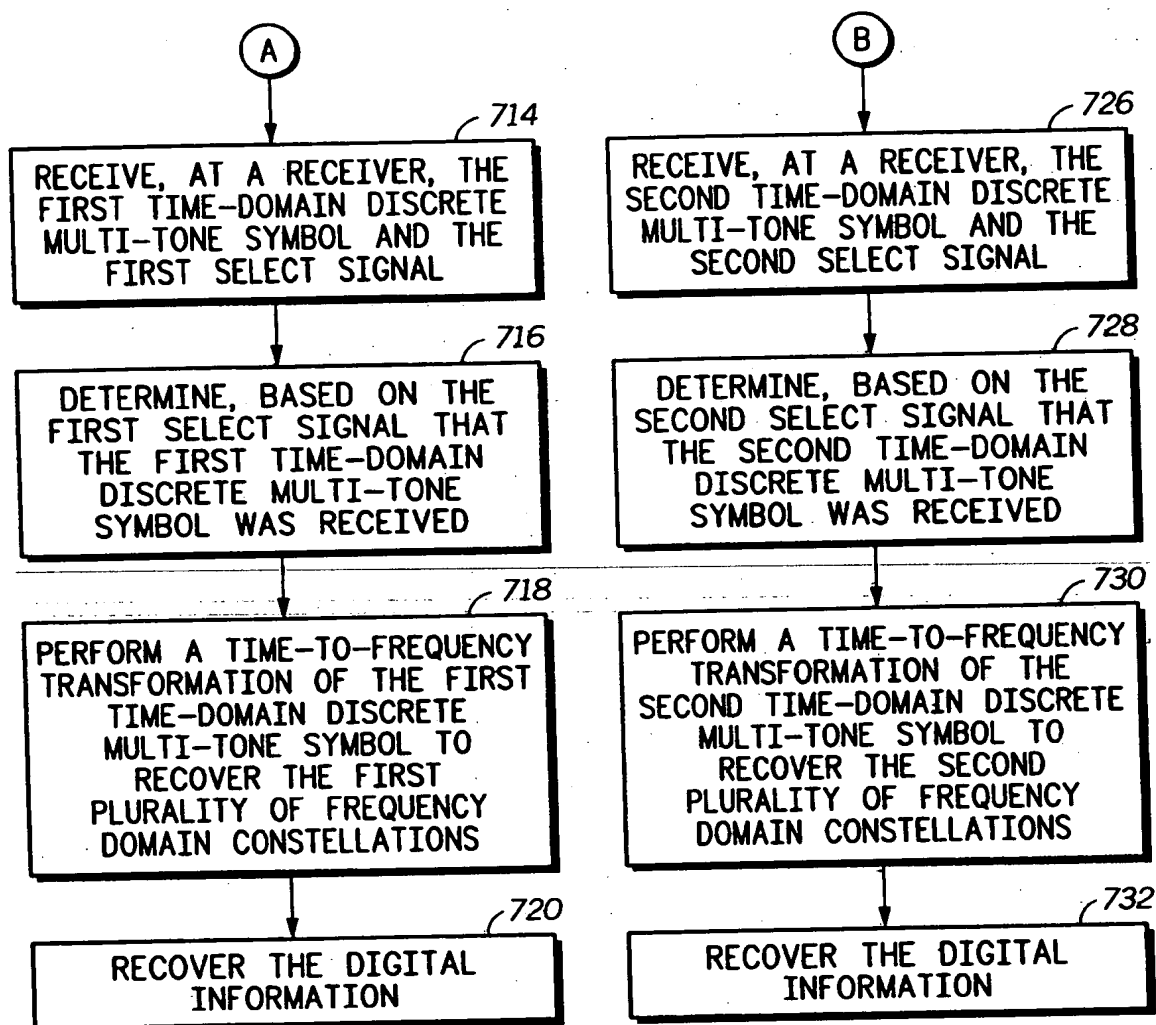 A
714
RECEIVE, AT A RECEIVER, THE
FIRST TIME-DOMAIN DISCRETE
MULTI-TONE SYMBOL AND THE
FIRST SELECT SIGNAL
716
DETERMINE, BASED ON THE
FIRST SELECT SIGNAL THAT
THE FIRST TIME-DOMAIN
DISCRETE MULTI-TONE
SYMBOL WAS RECEIVED
718
PERFORM A TIME-TO-FREQUENCY
TRANSFORMATION OF THE FIRST
TIME-DOMAIN DISCRETE
MULTI-TONE SYMBOL TO
RECOVER THE FIRST
PLURALITY OF FREQUENCY
DOMAIN CONSTELLATIONS
720
RECOVER THE DIGITAL
INFORMATION
B
726
RECEIVE, AT A RECEIVER, THE
SECOND TIME-DOMAIN DISCRETE
MULTI-TONE SYMBOL AND THE
SECOND SELECT SIGNAL
728
DETERMINE, BASED ON THE
SECOND SELECT SIGNAL THAT
THE SECOND TIME-DOMAIN
DISCRETE MULTI-TONE
SYMBOL WAS RECEIVED
730
PERFORM A TIME-TO-FREQUENCY
TRANSFORMATION OF THE
SECOND TIME-DOMAIN DISCRETE
MULTI-TONE SYMBOL TO
RECOVER THE SECOND
PLURALITY OF FREQUENCY
DOMAIN CONSTELLATIONS
732
RECOVER THE DIGITAL
INFORMATION